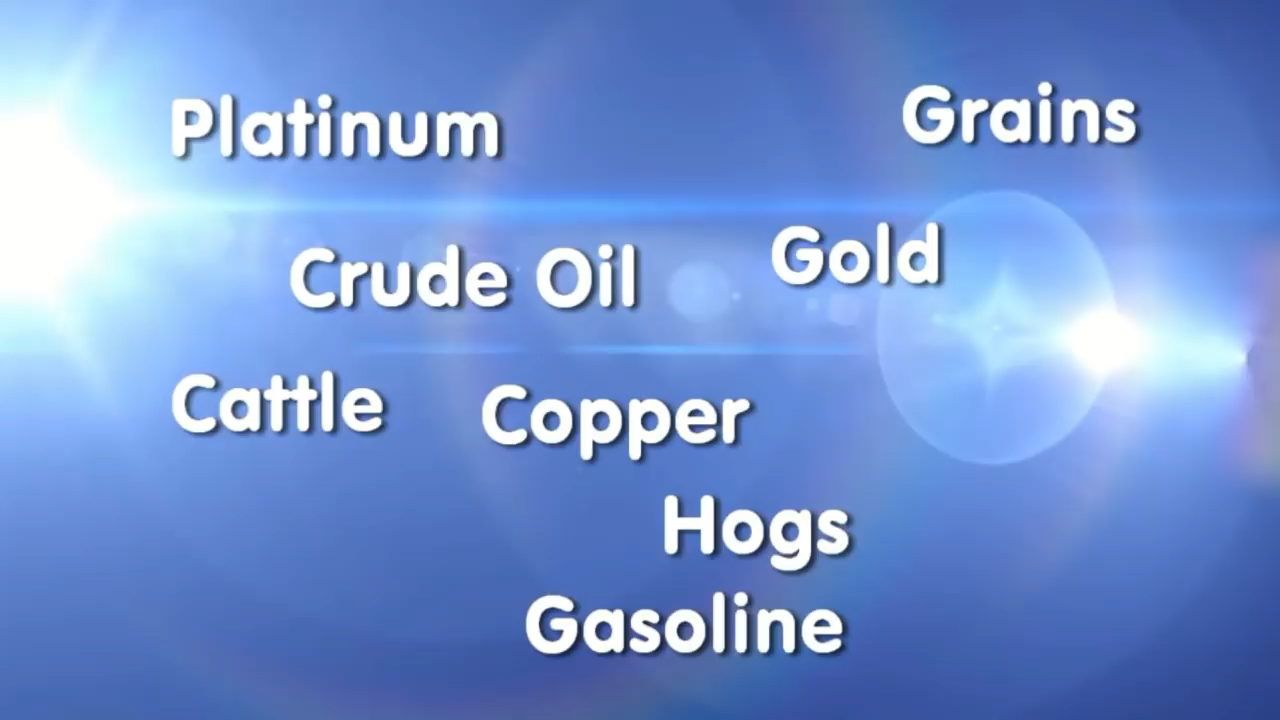 Platinum
Grains
Crude Oil
Gold
Cattle
Copper
Hogs
Gasoline